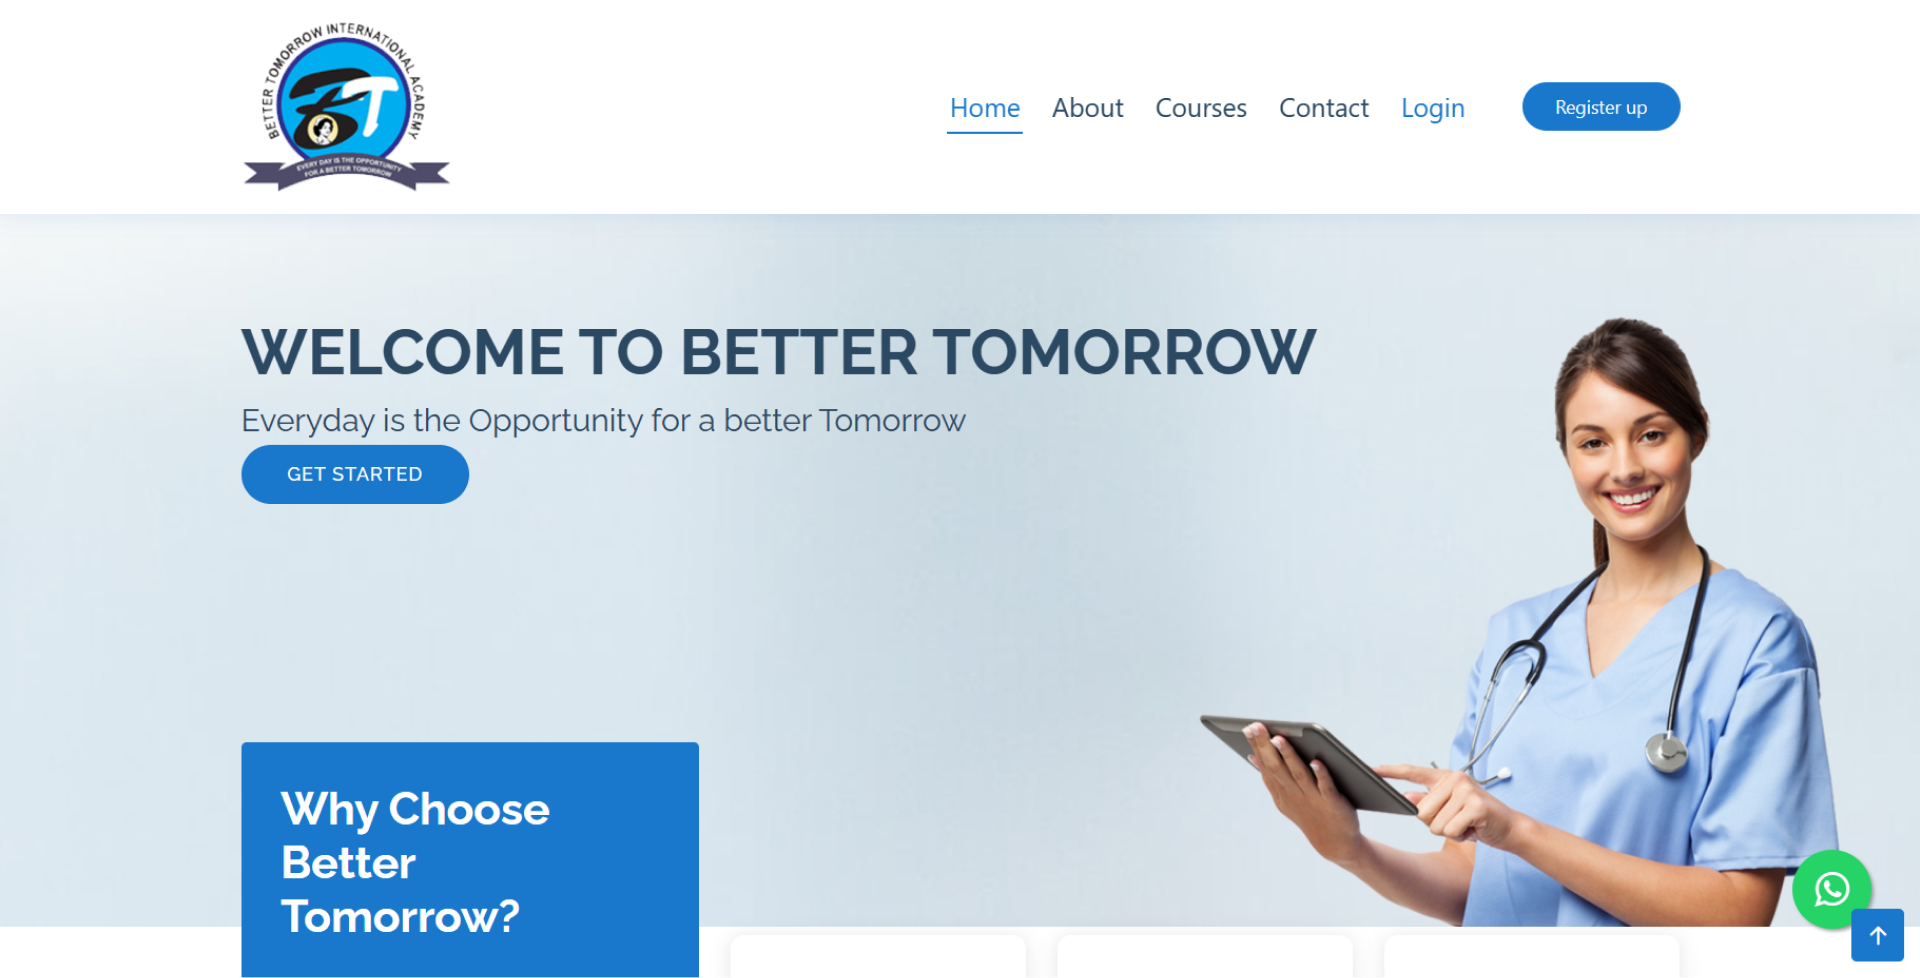 BETTER TOMORROW INTERNATIONAL ACADEMY
BT
EVERY DAY IS THE OPPORTUNITY
FOR A BETTER TOMORROW
Home
About
Courses
Contact
Login
Register up
WELCOME TO BETTER TOMORROW
Everyday is the Opportunity for a better Tomorrow
GET STARTED
Why Choose
Better
Tomorrow?